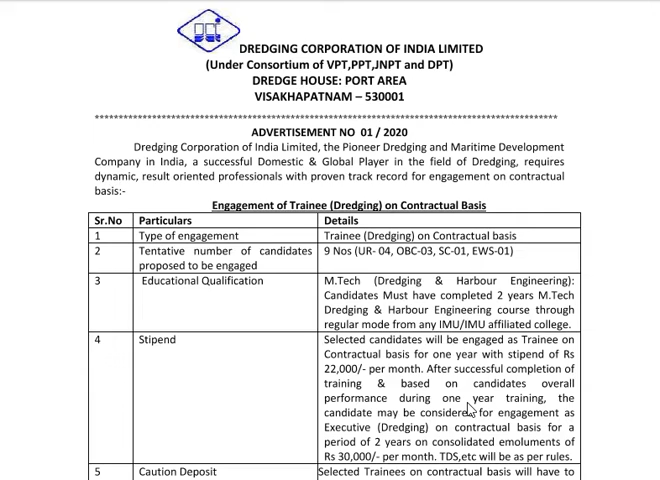 DREDGING CORPORATION OF INDIA LIMITED
(Under Consortium of VPT,PPT,JNPT and DPT)
DREDGE HOUSE: PORT AREA
VISAKHAPATNAM – 530001
****************************************************************************************************
ADVERTISEMENT NO 01 / 2020
Dredging Corporation of India Limited, the Pioneer Dredging and Maritime Development
Company in India, a successful Domestic & Global Player in the field of Dredging, requires
dynamic, result oriented professionals with proven track record for engagement on contractual
basis:-
Engagement of Trainee (Dredging) on Contractual Basis
Sr.No Particulars Details
1 Type of engagement Trainee (Dredging) on Contractual basis
2 Tentative number of candidates 9 Nos (UR- 04, OBC-03, SC-01, EWS-01)
proposed to be engaged
3 Educational Qualification M.Tech (Dredging & Harbour Engineering):
Candidates Must have completed 2 years M.Tech
Dredging & Harbour Engineering course through
regular mode from any IMU/IMU affiliated college.
4 Stipend Selected candidates will be engaged as Trainee on
Contractual basis for one year with stipend of Rs
22,000/- per month. After successful completion of
training & based on candidates overall
performance during one year training, the
candidate may be considered for engagement as
Executive (Dredging) on contractual basis for a
period of 2 years on consolidated emoluments of
Rs 30,000/- per month. TDS,etc will be as per rules.
5 Caution Deposit Selected Trainees on contractual basis will have to